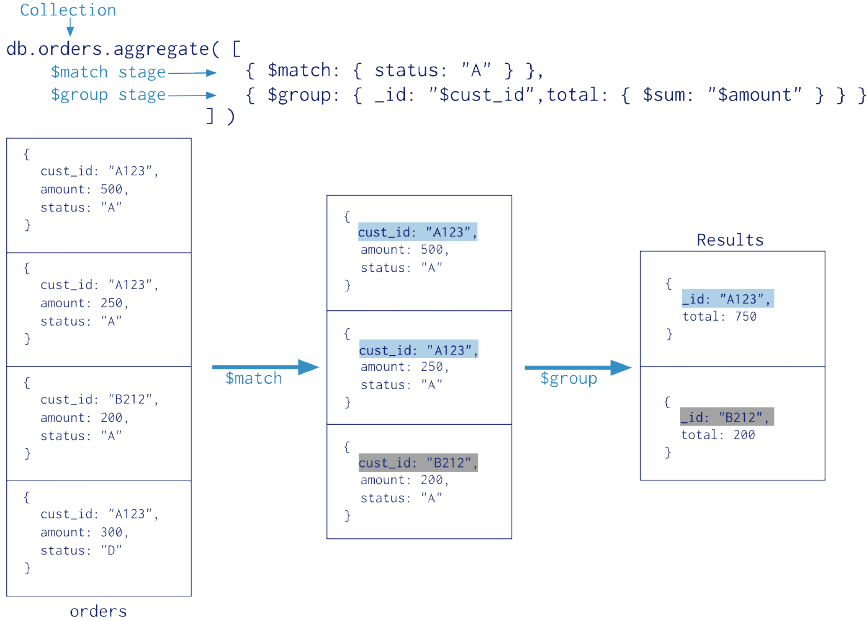 Collection
db.orders.aggregate( [
$match stage
{ $match: { status: "A" } },
$group stage
{ $group: { _id: "$cust_id",total: { $sum: "$amount" } } }
] )
{
cust_id: "A123",
amount: 500,
status: "A"
}
{
cust_id: "A123",
amount: 250,
status: "A"
}
{
cust_id: "B212",
amount: 200,
status: "A"
}
{
cust_id: "A123",
amount: 300,
status: "D"
}
orders
$match
{
cust_id: "A123",
amount: 500,
status: "A"
}
{
cust_id: "A123",
amount: 250,
status: "A"
}
{
cust_id: "B212",
amount: 200,
status: "A"
}
$group
Results
{
_id: "A123",
total: 750
}
{
_id: "B212",
total: 200
}